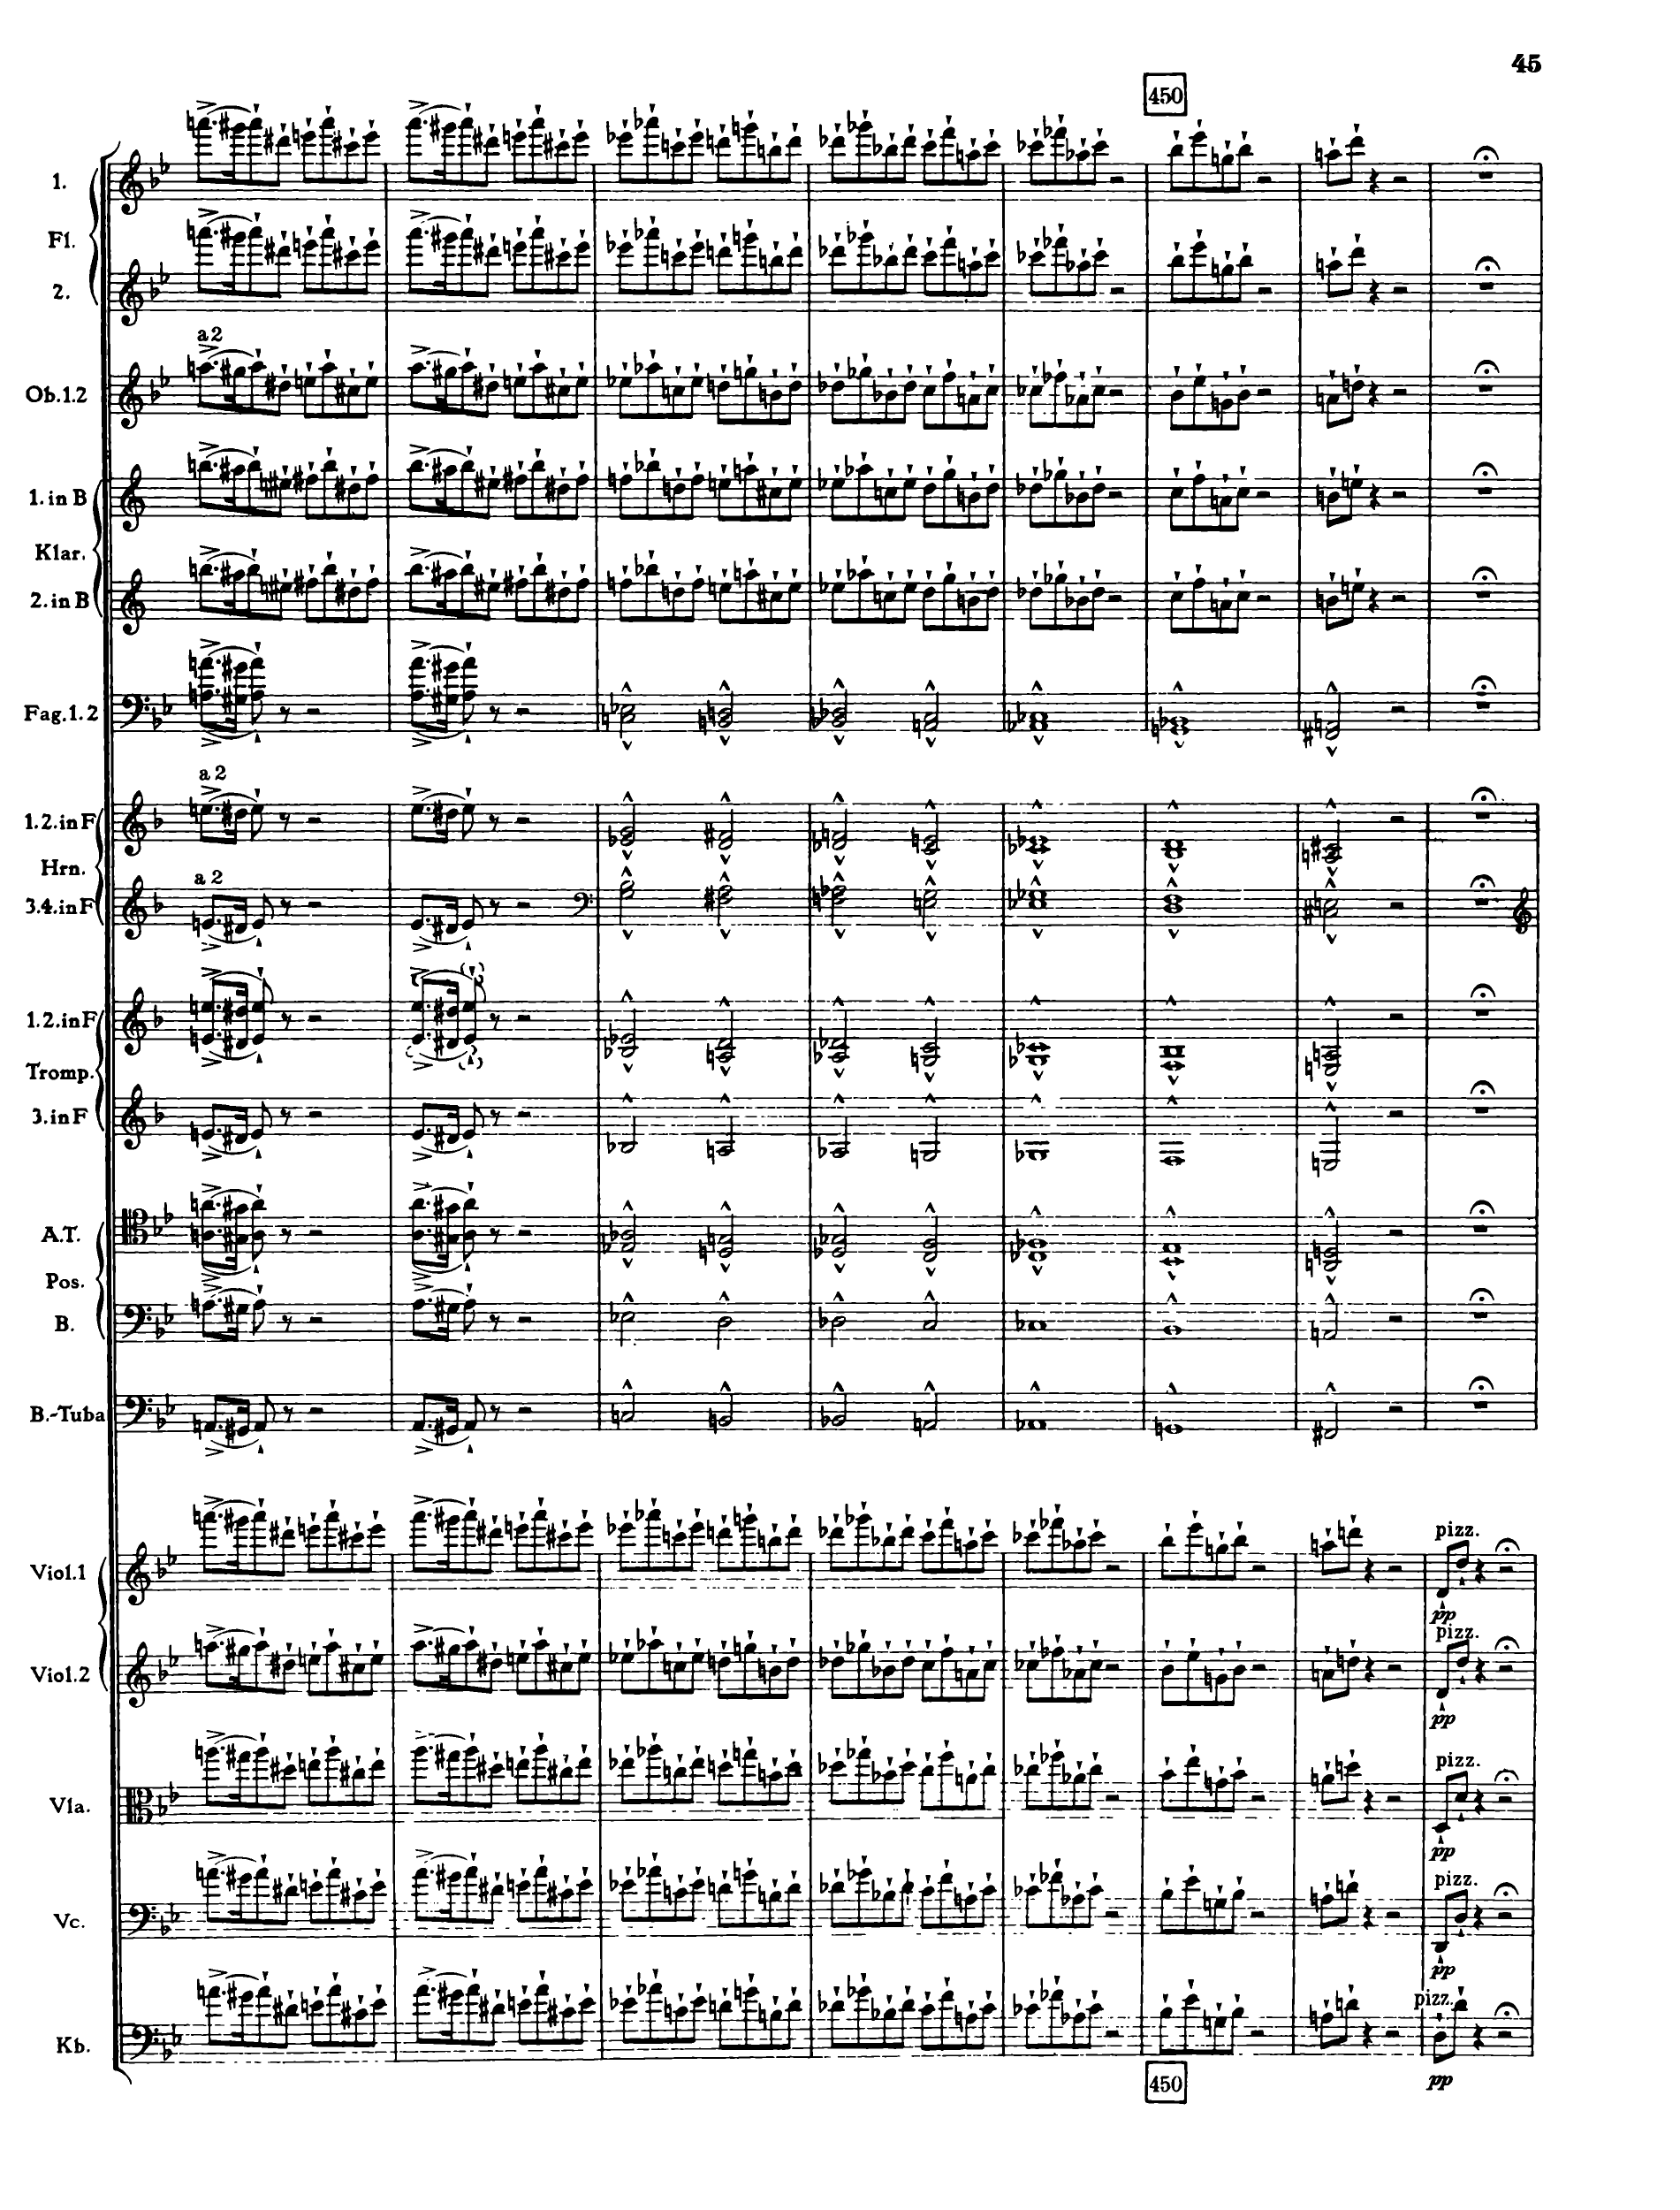 45
450
1.
Fl.
2.
a 2
Ob.1.2
1. in B
Klar.
2. in B
Fag.1.2
a 2
1.2. in F
Hrn.
a 2
3.4. in F
1.2. in F
Tromp.
3. in F
A.T.
Pos.
B.
B.-Tuba
pizz.
Viol.1
pp
pizz.
Viol.2
pp
pizz.
Vla.
pp
pizz.
Vc.
pp
pizz.
Kb.
pp
450